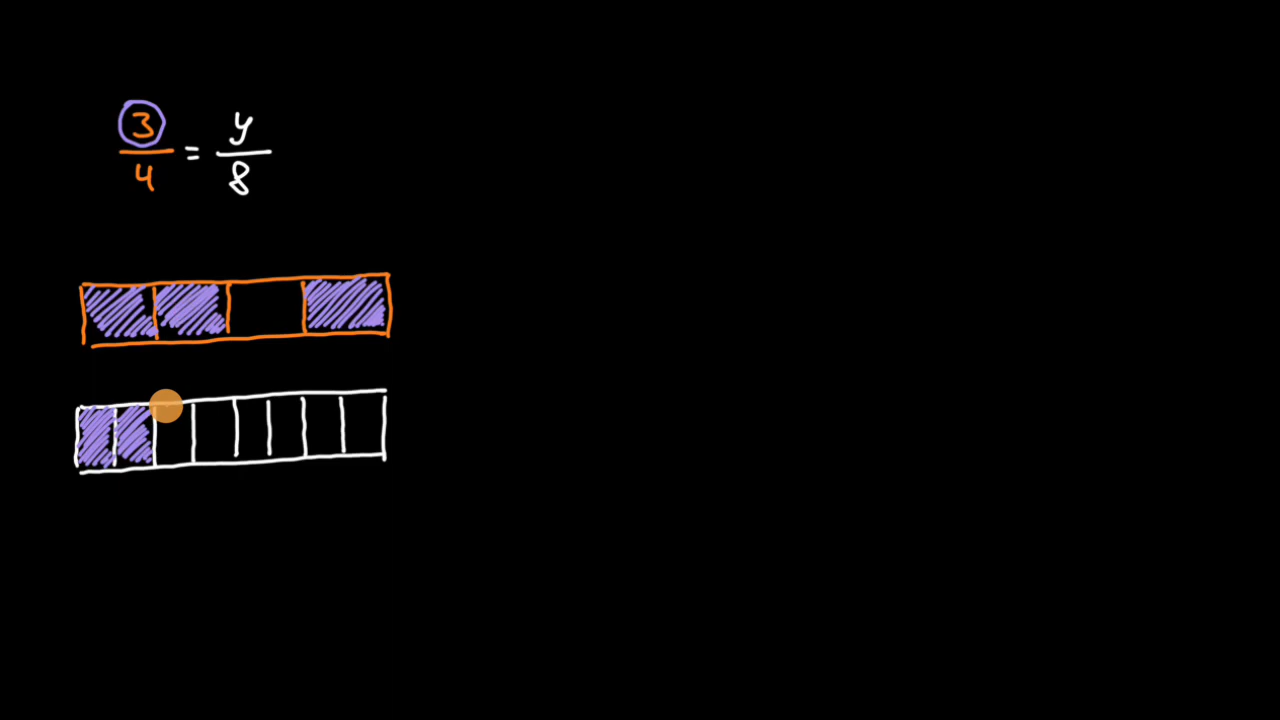 3/4 = y/8